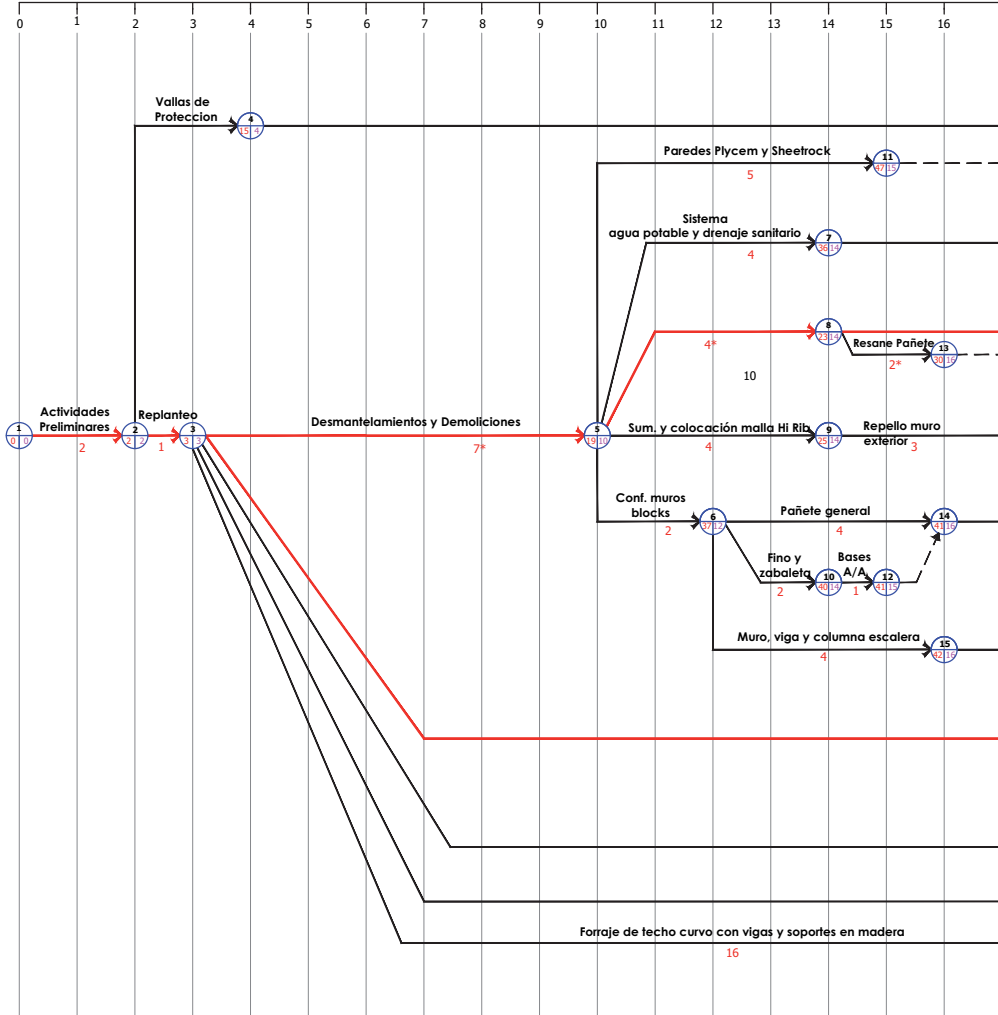 0 1 2 3 4 5 6 7 8 9 10 11 12 13 14 15 16
Vallas de
Proteccion
4
15 4
Paredes Plycem y Sheetrock
5
11
47 15
Sistema
agua potable y drenaje sanitario
4
7
36 14
4*
8
23 14
Resane Pañete
2*
13
30 16
10
1
0 0
Actividades
Preliminares
2
2
2 2
Replanteo
1
3
3 3
Desmantelamientos y Demoliciones
7*
5
19 10
Sum. y colocación malla Hi Rib
4
9
25 14
Repello muro
exterior
3
Conf. muros
blocks
2
6
37 12
Pañete general
4
14
41 16
Fino y
zabaleta
2
10
40 14
Bases
A/A
1
12
41 15
Muro, viga y columna escalera
4
15
42 16
Forraje de techo curvo con vigas y soportes en madera
16